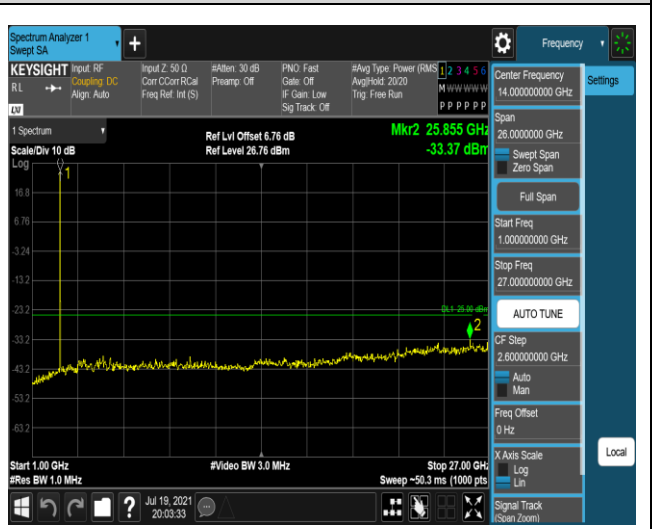 Spectrum Analyzer 1
Swept SA
Frequency
KEYSIGHT
RL
LXI
Input: RF
Coupling: DC
Align: Auto
Input Z: 50 Ω
Corr CCorr RCal
Freq Ref: Int (S)
#Atten: 30 dB
Preamp: Off
PNO: Fast
Gate: Off
IF Gain: Low
Sig Track: Off
#Avg Type: Power (RMS
Avg|Hold: 20/20
Trig: Free Run
1 2 3 4 5 6
M W W W W W
P P P P P P
1 Spectrum
Scale/Div 10 dB
Log
Ref Lvl Offset 6.76 dB
Ref Level 26.76 dBm
Mkr2 25.855 GHz
-33.37 dBm
1
16.8
6.76
-3.24
-13.2
-23.2
-33.2
-43.2
-53.2
-63.2
DL1 -25.00 dBm
2
Start 1.00 GHz
#Res BW 1.0 MHz
#Video BW 3.0 MHz
Stop 27.00 GHz
Sweep ~50.3 ms (1000 pts
Jul 19, 2021
20:03:33
Center Frequency
14.000000000 GHz
Span
26.0000000 GHz
Swept Span
Zero Span
Full Span
Start Freq
1.000000000 GHz
Stop Freq
27.000000000 GHz
AUTO TUNE
CF Step
2.600000000 GHz
Auto
Man
Freq Offset
0 Hz
X Axis Scale
Log
Lin
Signal Track
(Span Zoom)
Settings
Local